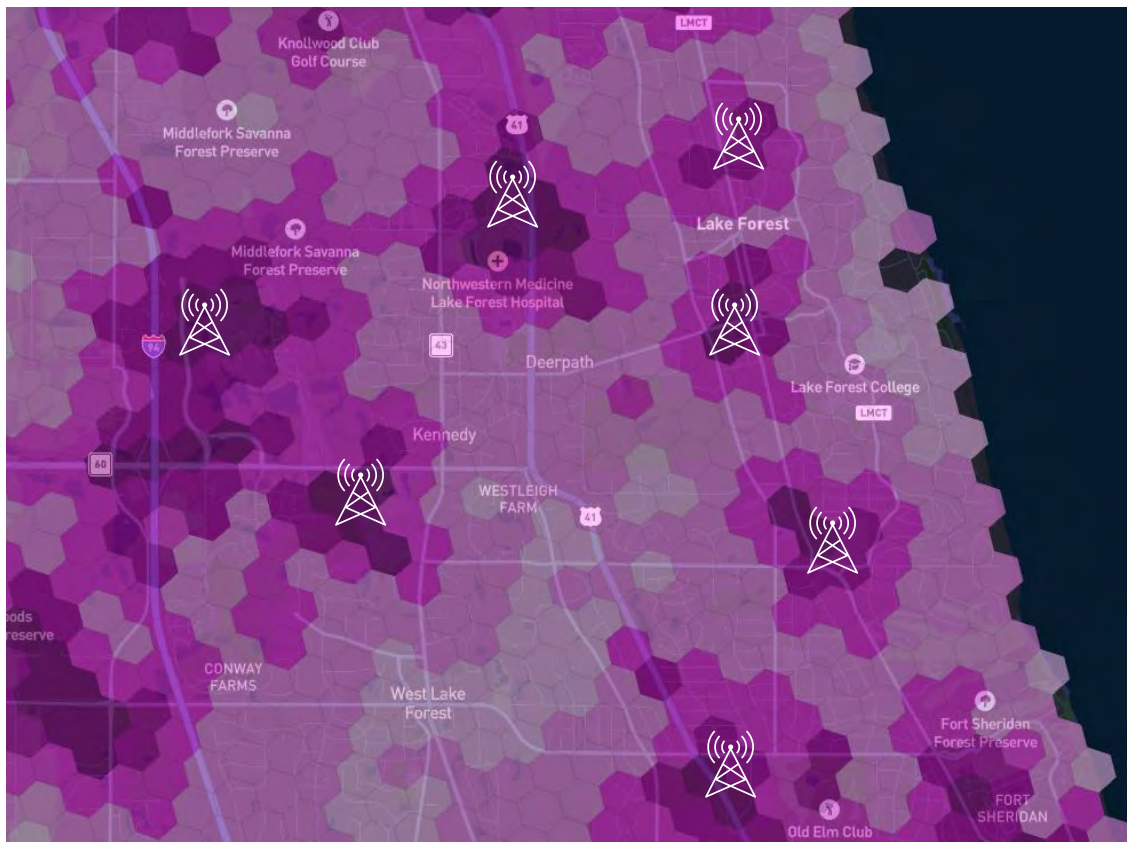 LMCT
Knollwood Club
Golf Course
41
Middlefork Savanna
Forest Preserve
Lake Forest
Middlefork Savanna
Forest Preserve
Northwestern Medicine
Lake Forest Hospital
94
43
Deerpath
Lake Forest College
LMCT
Kennedy
60
WESTLEIGH
FARM
41
oods
reserve
CONWAY
FARMS
West Lake
Forest
Fort Sheridan
Forest Preserve
FORT
SHERIDAN
Old Elm Club